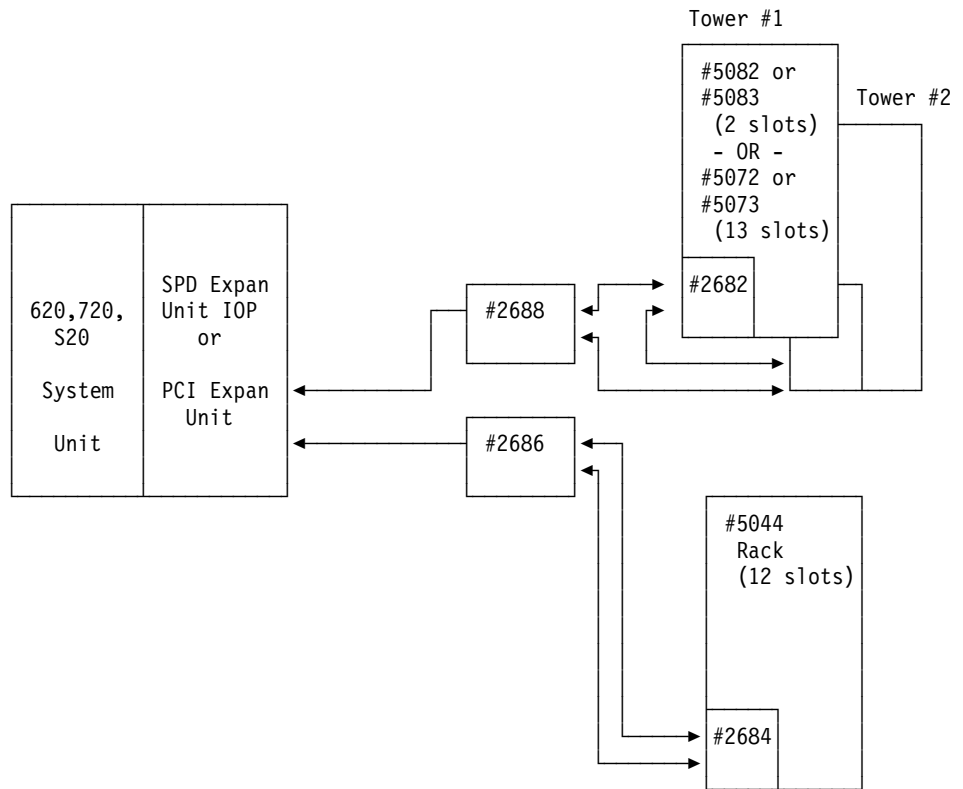 Tower #1
#5082 or
#5083
(2 slots)
- OR -
#5072 or
#5073
(13 slots)
#2682
Tower #2
620,720,
S20
System
Unit
SPD Expan
Unit IOP
or
PCI Expan
Unit
#2688
#2686
#5044
Rack
(12 slots)
#2684